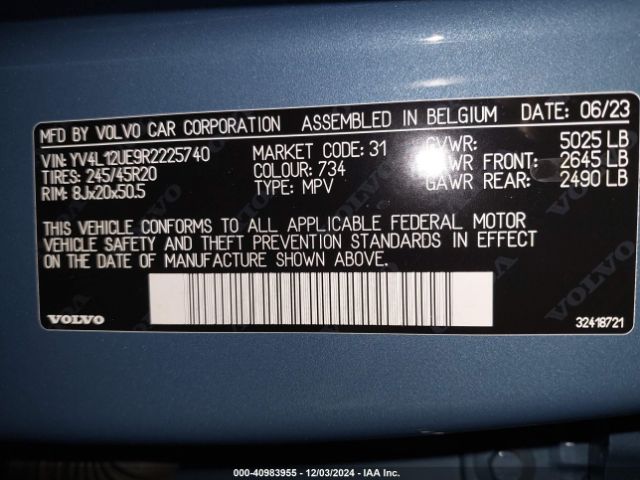 MFD BY VOLVO CAR CORPORATION ASSEMBLED IN BELGIUM DATE: 06/23
VIN: YV4L12UE9R2225740 MARKET CODE: 31 GVWR: 5025 LB
TIRES: 245/45R20 COLOUR: 734 GAWR FRONT: 2645 LB
RIM: 8Jx20x50.5 TYPE: MPV GAWR REAR: 2490 LB
THIS VEHICLE CONFORMS TO ALL APPLICABLE FEDERAL MOTOR
VEHICLE SAFETY AND THEFT PREVENTION STANDARDS IN EFFECT
ON THE DATE OF MANUFACTURE SHOWN ABOVE.
VOLVO 32418721
000-40983955 - 12/03/2024 - IAA Inc.